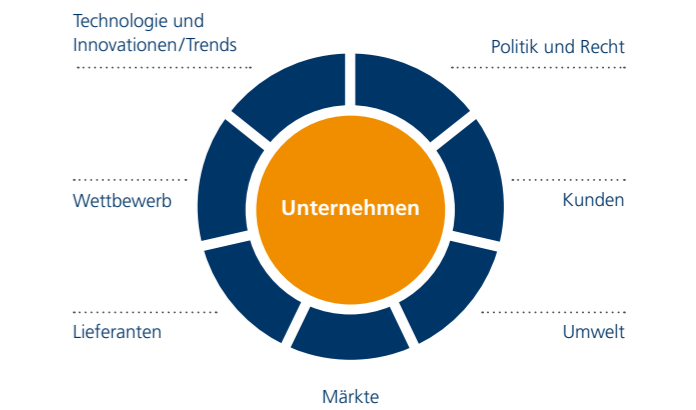 Technologie und
Innovationen/Trends
Politik und Recht
Wettbewerb
Unternehmen
Kunden
Lieferanten
Umwelt
Märkte